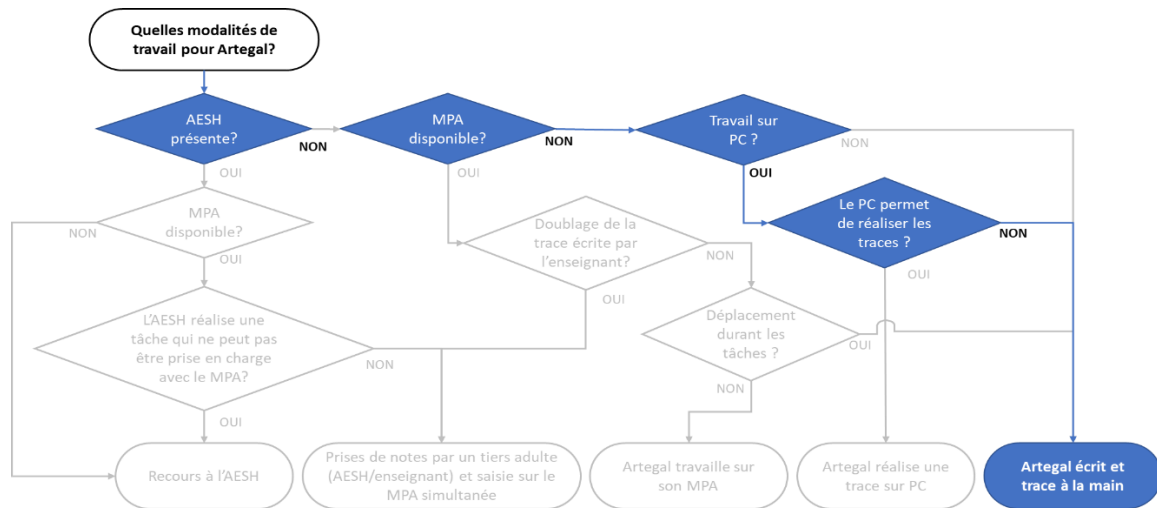 Quelles modalités de
travail pour Artegal?
AESH
présente?
NON
MPA
disponible?
NON
Travail sur
PC ?
NON
OUI
OUI
OUI
MPA
disponible?
NON
OUI
Doublage de la
trace écrite par
l'enseignant?
NON
OUI
Le PC permet
de réaliser les
traces ?
NON
OUI
L'AESH réalise une
tâche qui ne peut pas
être prise en charge
avec le MPA?
NON
OUI
Déplacement
durant les
tâches ?
OUI
NON
Recours à l'AESH
Prises de notes par un tiers adulte
(AESH/enseignant) et saisie sur le
MPA simultanée
Artegal travaille sur
son MPA
Artegal réalise une
trace sur PC
Artegal écrit et
trace à la main